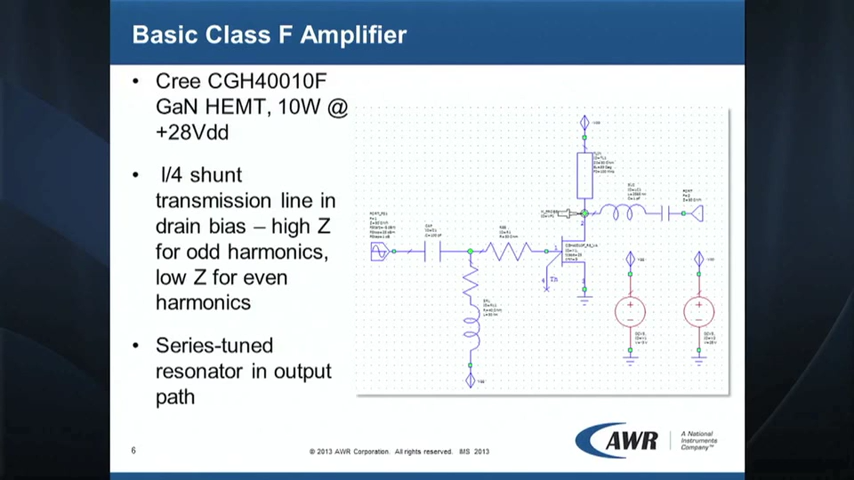 Basic Class F Amplifier
• Cree CGH40010F
GaN HEMT, 10W @
+28Vdd
• l/4 shunt
transmission line in
drain bias – high Z
for odd harmonics,
low Z for even
harmonics
• Series-tuned
resonator in output
path
6
© 2013 AWR Corporation. All rights reserved. IMS 2013
AWR
A National
Instruments
Company™